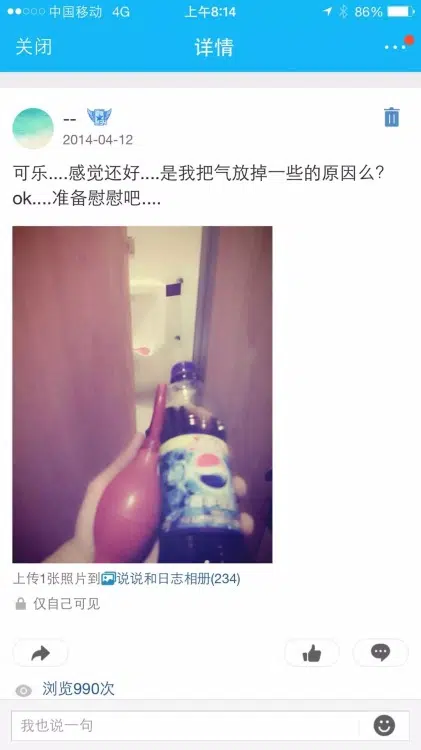 中国移动 4G 上午8:14 86%
关闭 详情
--
2014-04-12
可乐....感觉还好....是我把气放掉一些的原因么?
ok....准备慰慰吧....
上传1张照片到说说和日志相册(234)
仅自己可见
浏览990次
我也说一句